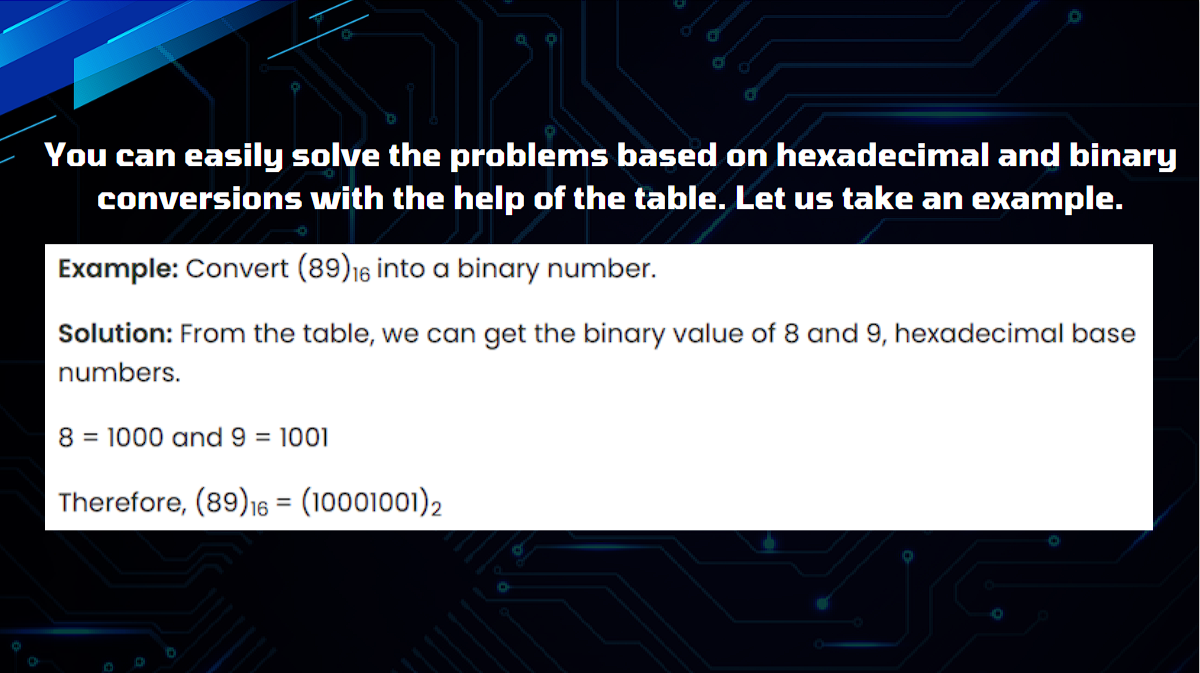 You can easily solve the problems based on hexadecimal and binary
conversions with the help of the table. Let us take an example.
Example: Convert (89)₁₆ into a binary number.
Solution: From the table, we can get the binary value of 8 and 9, hexadecimal base
numbers.
8 = 1000 and 9 = 1001
Therefore, (89)₁₆ = (10001001)₂